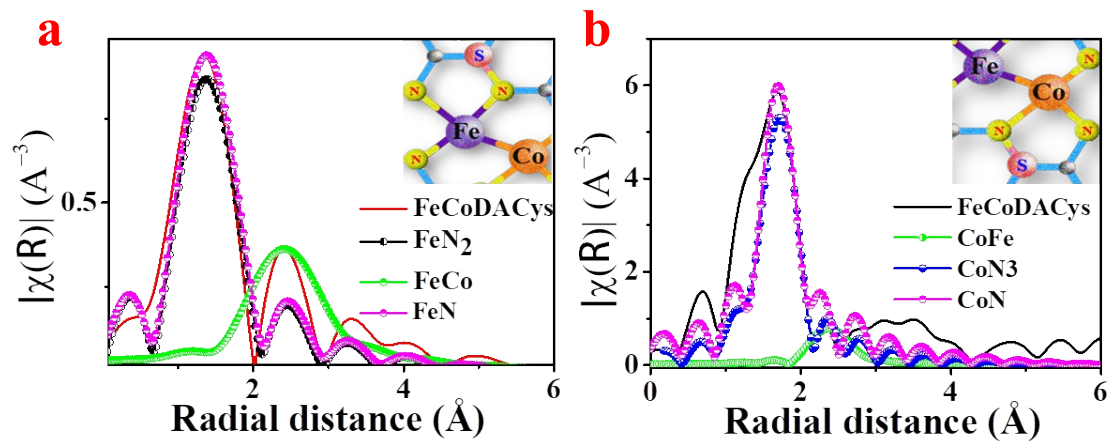 a
|χ(R)| (A⁻³)
0.5
2
4
6
Radial distance (Å)
FeCoDACys
FeN₂
FeCo
FeN
S
N
N
Fe
N
Co
b
|χ(R)| (A⁻³)
6
4
2
0
0
2
4
6
Radial distance (Å)
FeCoDACys
CoFe
CoN3
CoN
Fe
N
Co
N
N
S